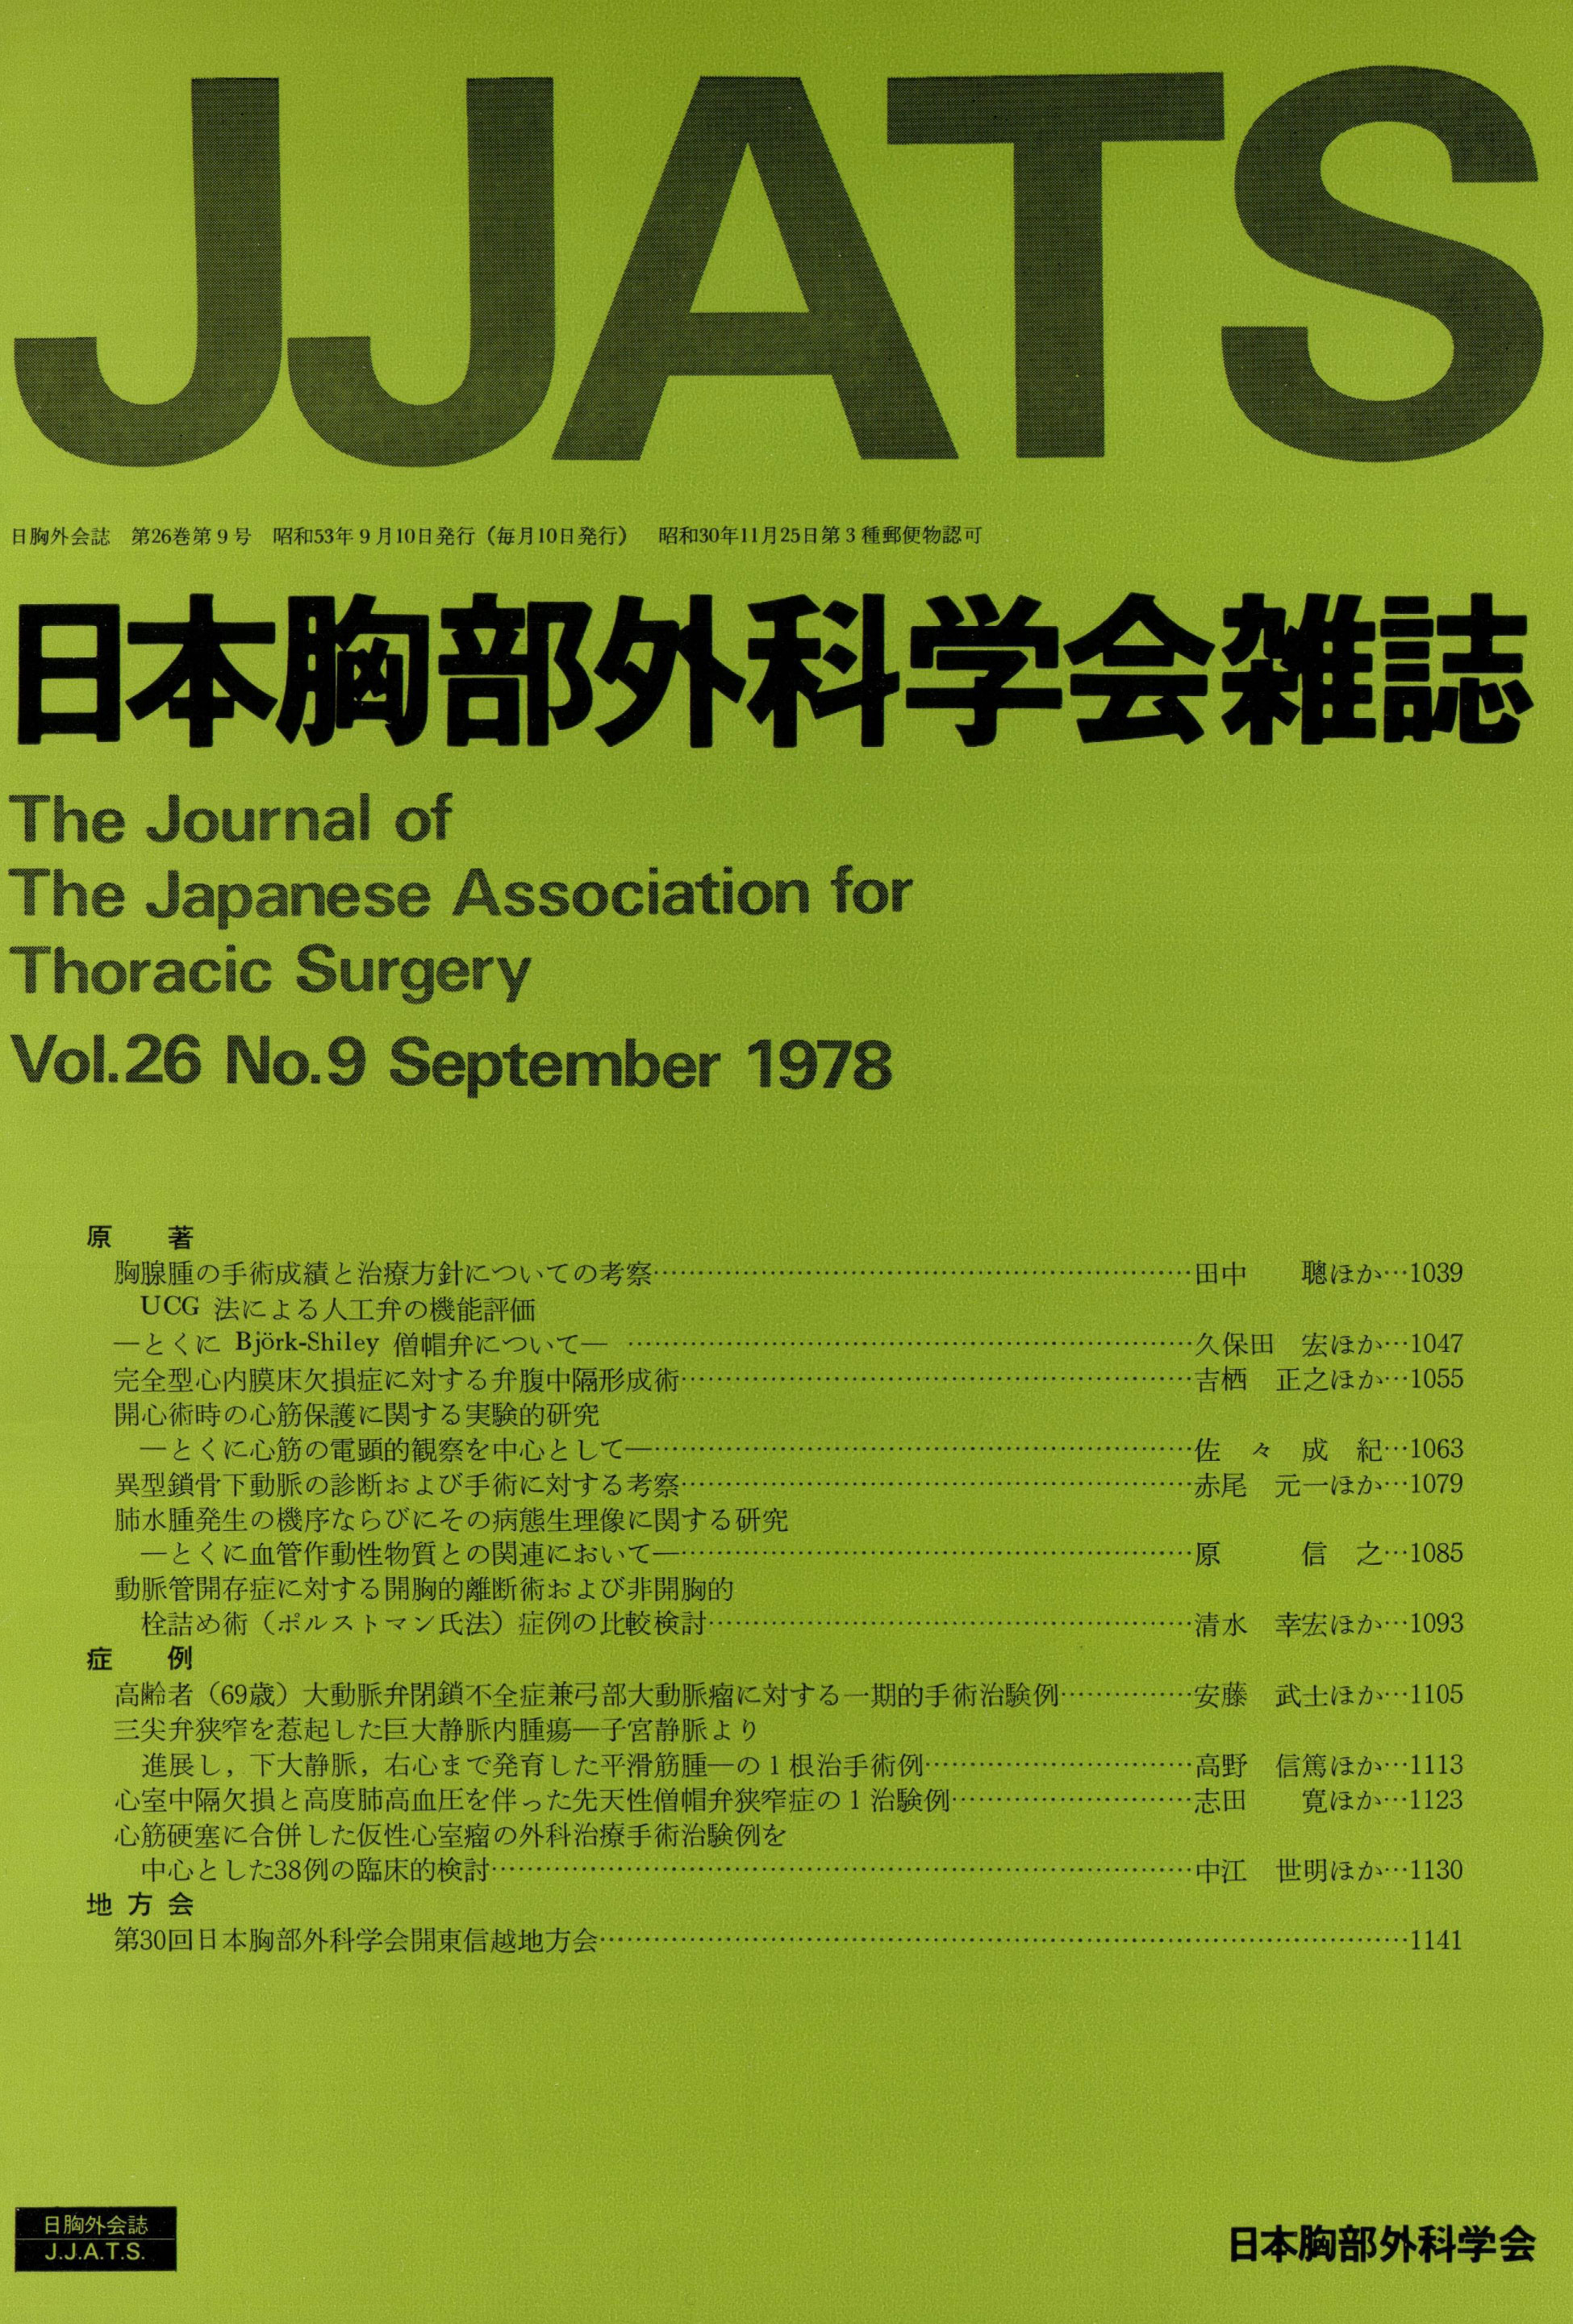 JJATS
日胸外会誌 第26巻第9号 昭和53年9月10日発行（毎月10日発行） 昭和30年11月25日第3種郵便物認可
日本胸部外科学会雑誌
The Journal of
The Japanese Association for
Thoracic Surgery
Vol.26 No.9 September 1978
原 著
胸腺腫の手術成績と治療方針についての考察……田中 聰ほか…1039
UCG 法による人工弁の機能評価
—とくに Björk-Shiley 僧帽弁について— ……久保田 宏ほか…1047
完全型心内膜床欠損症に対する弁腹中隔形成術……吉栖 正之ほか…1055
開心術時の心筋保護に関する実験的研究
—とくに心筋の電顕的観察を中心として—……佐 々 成 紀…1063
異型鎖骨下動脈の診断および手術に対する考察……赤尾 元一ほか…1079
肺水腫発生の機序ならびにその病態生理像に関する研究
—とくに血管作動性物質との関連において—……原 信 之…1085
動脈管開存症に対する開胸的離断術および非開胸的
栓詰め術（ポルストマン氏法）症例の比較検討……清水 幸宏ほか…1093
症 例
高齢者（69歳）大動脈弁閉鎖不全症兼弓部大動脈瘤に対する一期的手術治験例……安藤 武士ほか…1105
三尖弁狭窄を惹起した巨大静脈内腫瘍—子宮静脈より
進展し，下大静脈，右心まで発育した平滑筋腫—の1根治手術例……高野 信篤ほか…1113
心室中隔欠損と高度肺高血圧を伴った先天性僧帽弁狭窄症の1治験例……志田 寛ほか…1123
心筋硬塞に合併した仮性心室瘤の外科治療手術治験例を
中心とした38例の臨床的検討……中江 世明ほか…1130
地 方 会
第30回日本胸部外科学会開東信越地方会……1141
日胸外会誌
J.J.A.T.S.
日本胸部外科学会